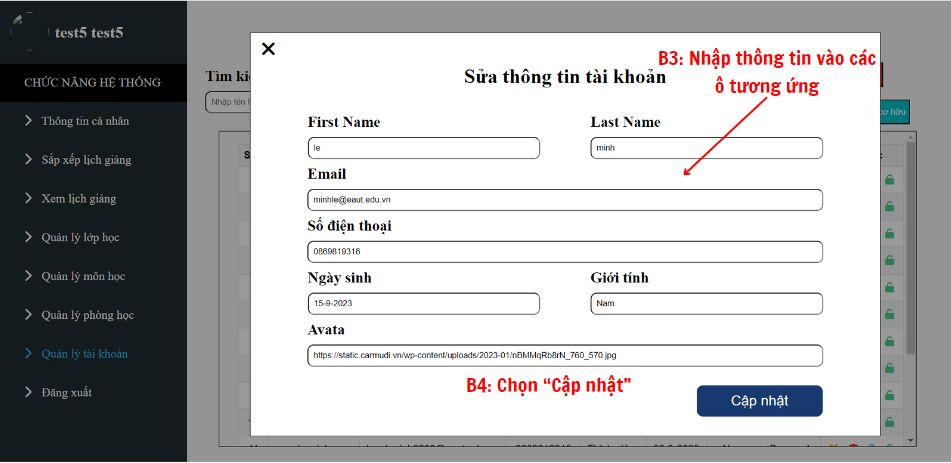 test5 test5
CHỨC NĂNG HỆ THỐNG
Thông tin cá nhân
Sắp xếp lịch giảng
Xem lịch giảng
Quản lý lớp học
Quản lý môn học
Quản lý phòng học
Quản lý tài khoản
Đăng xuất
Tìm ki
Nhập tên
cơ hữu
S
Sửa thông tin tài khoản
B3: Nhập thông tin vào các
ô tương ứng
First Name
Last Name
le
minh
Email
minhle@eaut.edu.vn
Số điện thoại
0869819316
Ngày sinh
Giới tính
15-9-2023
Nam
Avata
https://static.carmudi.vn/wp-content/uploads/2023-01/nBMMqRb8rN_760_570.jpg
B4: Chọn “Cập nhật”
Cập nhật